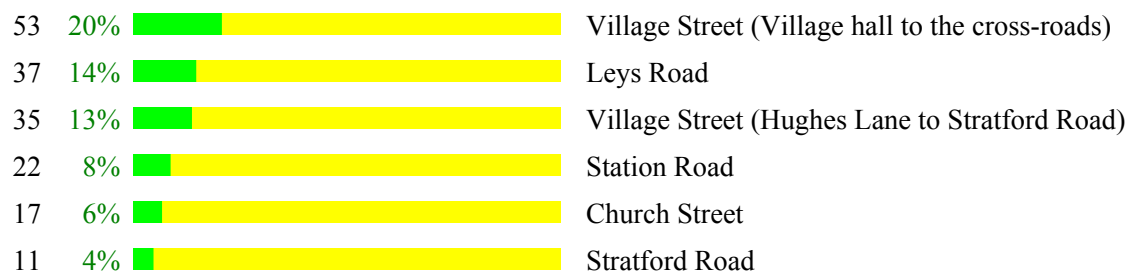 53 20% Village Street (Village hall to the cross-roads)
37 14% Leys Road
35 13% Village Street (Hughes Lane to Stratford Road)
22 8% Station Road
17 6% Church Street
11 4% Stratford Road